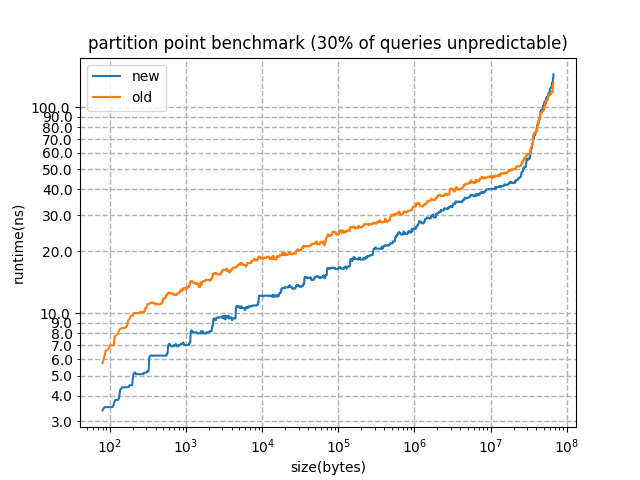 partition point benchmark (30% of queries unpredictable)
new
old
100.0
90.0
80.0
70.0
60.0
50.0
40.0
30.0
20.0
10.0
9.0
8.0
7.0
6.0
5.0
4.0
3.0
runtime(ns)
10² 10³ 10⁴ 10⁵ 10⁶ 10⁷ 10⁸
size(bytes)